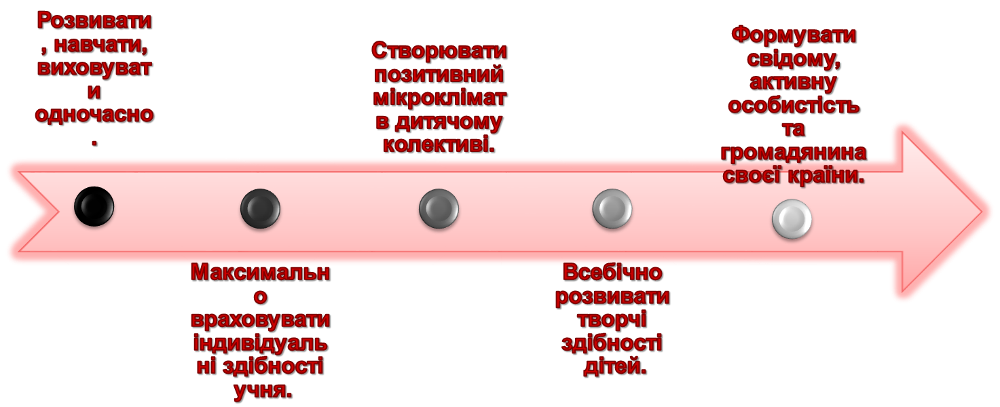 Розвивати
, навчати,
виховуват
и
одночасно
.
Максимальн
о
враховувати
індивідуаль
ні здібності
учня.
Створювати
позитивний
мікроклімат
в дитячому
колективі.
Всебічно
розвивати
творчі
здібності
дітей.
Формувати
свідому,
активну
особистість
та
громадянина
своєї країни.